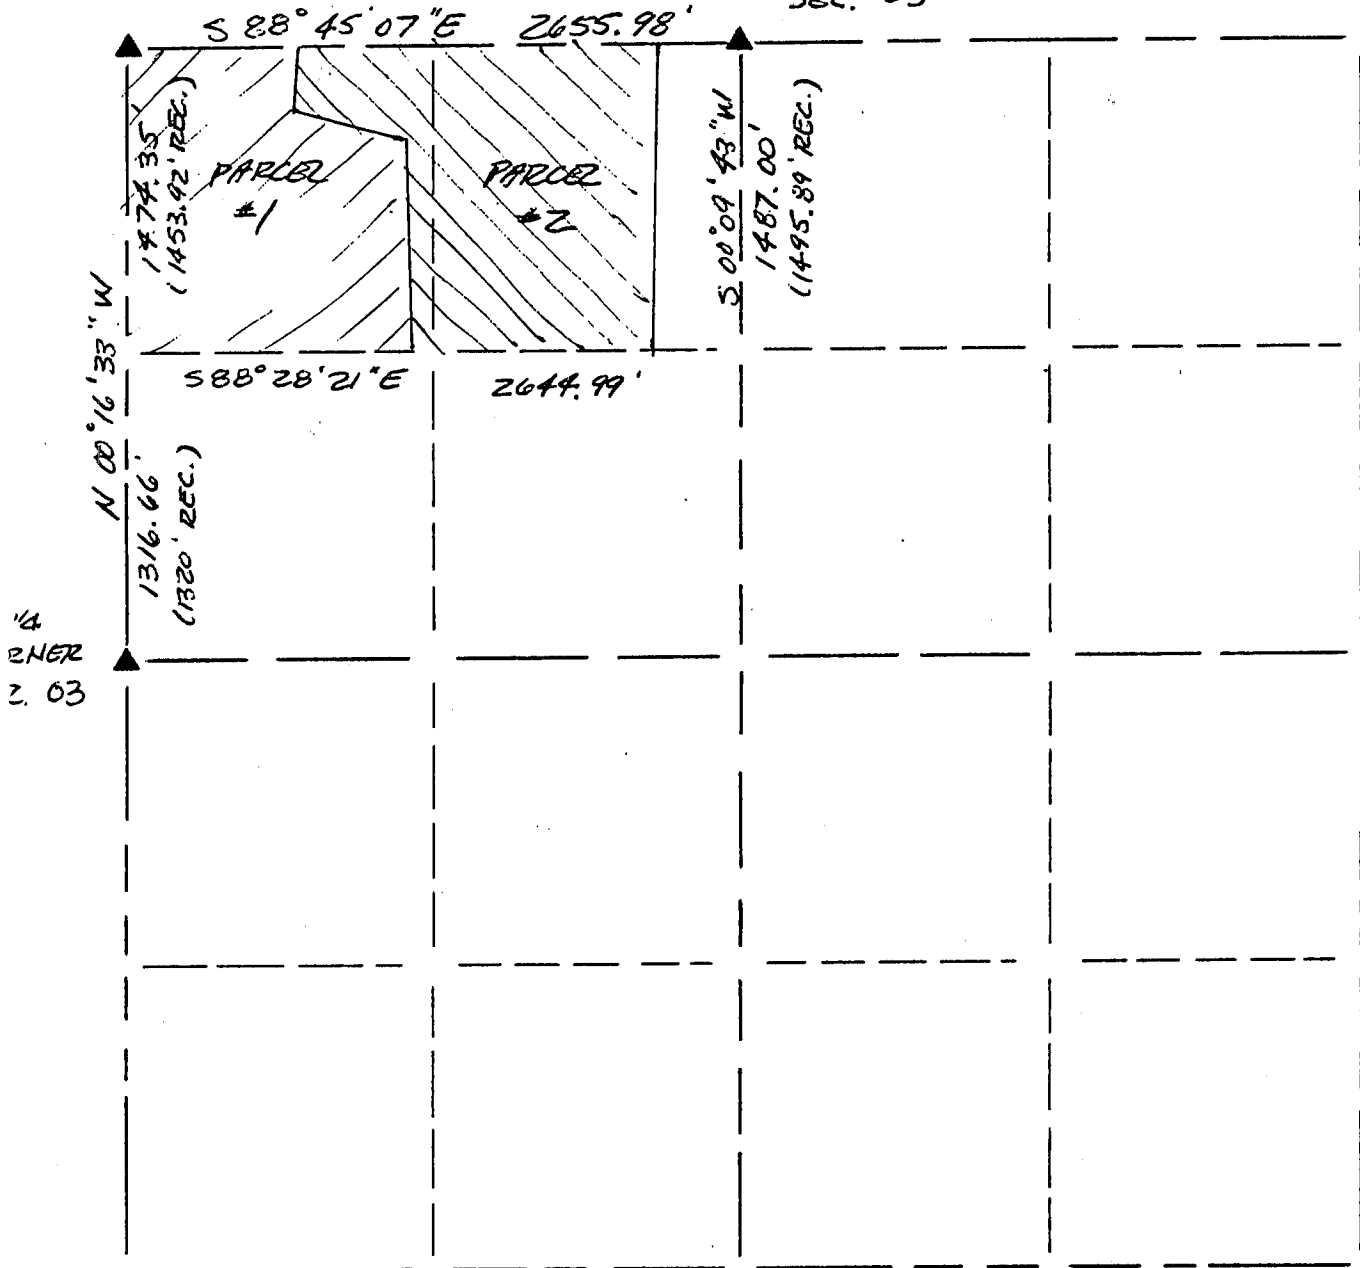 SEC. 03
S 88° 45' 07" E 2655.98'
1474.35
(1453.92' REC.)
PARCEL
#1
PARCEL
#2
S 00° 09' 43" W
1487.00'
(1495.89' REC.)
S88° 28' 21" E 2644.99'
N 00° 16' 33" W
1316.66'
(1320' REC.)
1/4
RNER
03